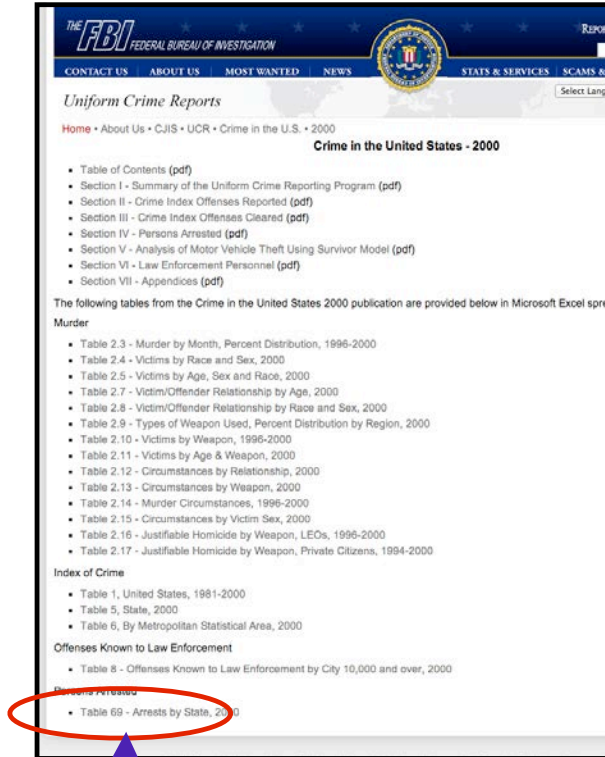 THE FBI FEDERAL BUREAU OF INVESTIGATION
CONTACT US ABOUT US MOST WANTED NEWS STATS & SERVICES SCAMS &
Uniform Crime Reports
Select Lang
Home • About Us • CJIS • UCR • Crime in the U.S. • 2000
Crime in the United States - 2000
• Table of Contents (pdf)
• Section I - Summary of the Uniform Crime Reporting Program (pdf)
• Section II - Crime Index Offenses Reported (pdf)
• Section III - Crime Index Offenses Cleared (pdf)
• Section IV - Persons Arrested (pdf)
• Section V - Analysis of Motor Vehicle Theft Using Survivor Model (pdf)
• Section VI - Law Enforcement Personnel (pdf)
• Section VII - Appendices (pdf)
The following tables from the Crime in the United States 2000 publication are provided below in Microsoft Excel spre
Murder
• Table 2.3 - Murder by Month, Percent Distribution, 1996-2000
• Table 2.4 - Victims by Race and Sex, 2000
• Table 2.5 - Victims by Age, Sex and Race, 2000
• Table 2.7 - Victim/Offender Relationship by Age, 2000
• Table 2.8 - Victim/Offender Relationship by Race and Sex, 2000
• Table 2.9 - Types of Weapon Used, Percent Distribution by Region, 2000
• Table 2.10 - Victims by Weapon, 1996-2000
• Table 2.11 - Victims by Age & Weapon, 2000
• Table 2.12 - Circumstances by Relationship, 2000
• Table 2.13 - Circumstances by Weapon, 2000
• Table 2.14 - Murder Circumstances, 1996-2000
• Table 2.15 - Circumstances by Victim Sex, 2000
• Table 2.16 - Justifiable Homicide by Weapon, LEOs, 1996-2000
• Table 2.17 - Justifiable Homicide by Weapon, Private Citizens, 1994-2000
Index of Crime
• Table 1, United States, 1981-2000
• Table 5, State, 2000
• Table 6, By Metropolitan Statistical Area, 2000
Offenses Known to Law Enforcement
• Table 8 - Offenses Known to Law Enforcement by City 10,000 and over, 2000
Persons Arrested
• Table 69 - Arrests by State, 2000